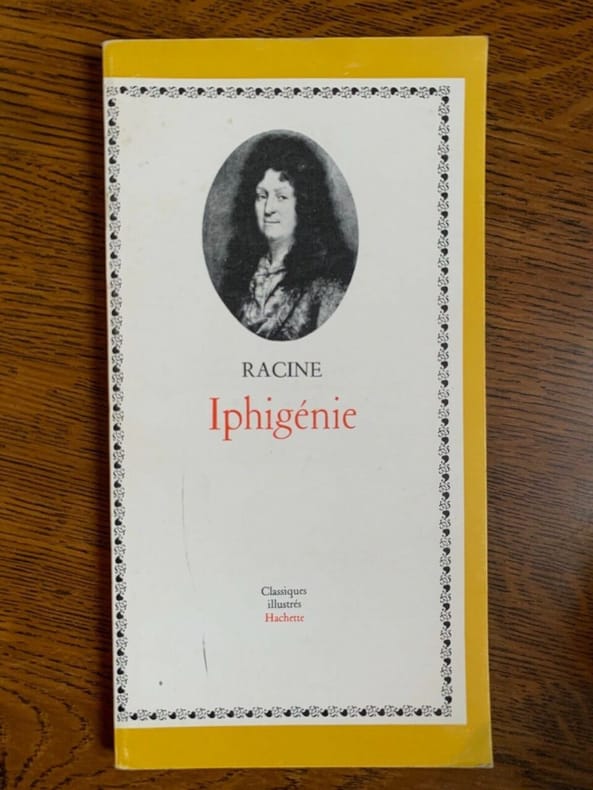 RACINE
Iphigénie
Classiques
illustrés
Hachette